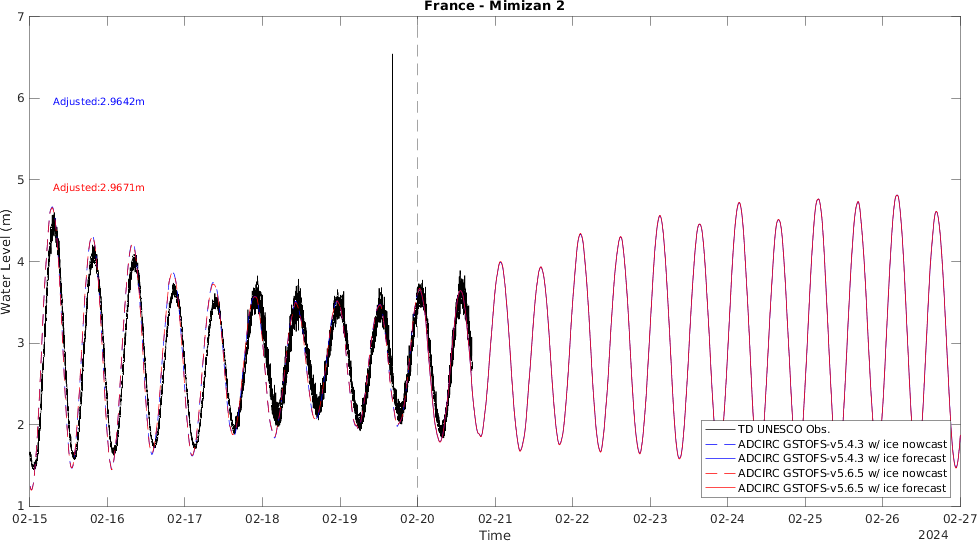 France - Mimizan 2
7
6
5
4
3
2
1
Water Level (m)
Adjusted:2.9642m
Adjusted:2.9671m
TD UNESCO Obs.
ADCIRC GSTOFS-v5.4.3 w/ ice nowcast
ADCIRC GSTOFS-v5.4.3 w/ ice forecast
ADCIRC GSTOFS-v5.6.5 w/ ice nowcast
ADCIRC GSTOFS-v5.6.5 w/ ice forecast
02-15 02-16 02-17 02-18 02-19 02-20 02-21 02-22 02-23 02-24 02-25 02-26 02-27
Time
2024